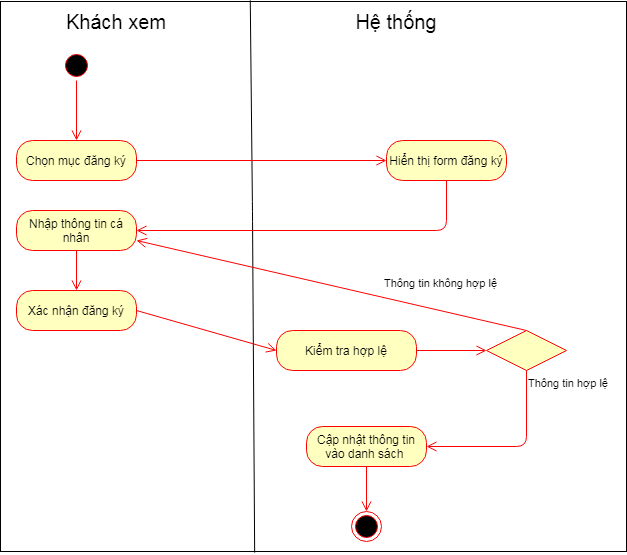 Khách xem
Hệ thống
Chọn mục đăng ký
Hiển thị form đăng ký
Nhập thông tin cá
nhân
Thông tin không hợp lệ
Xác nhận đăng ký
Kiểm tra hợp lệ
Thông tin hợp lệ
Cập nhật thông tin
vào danh sách